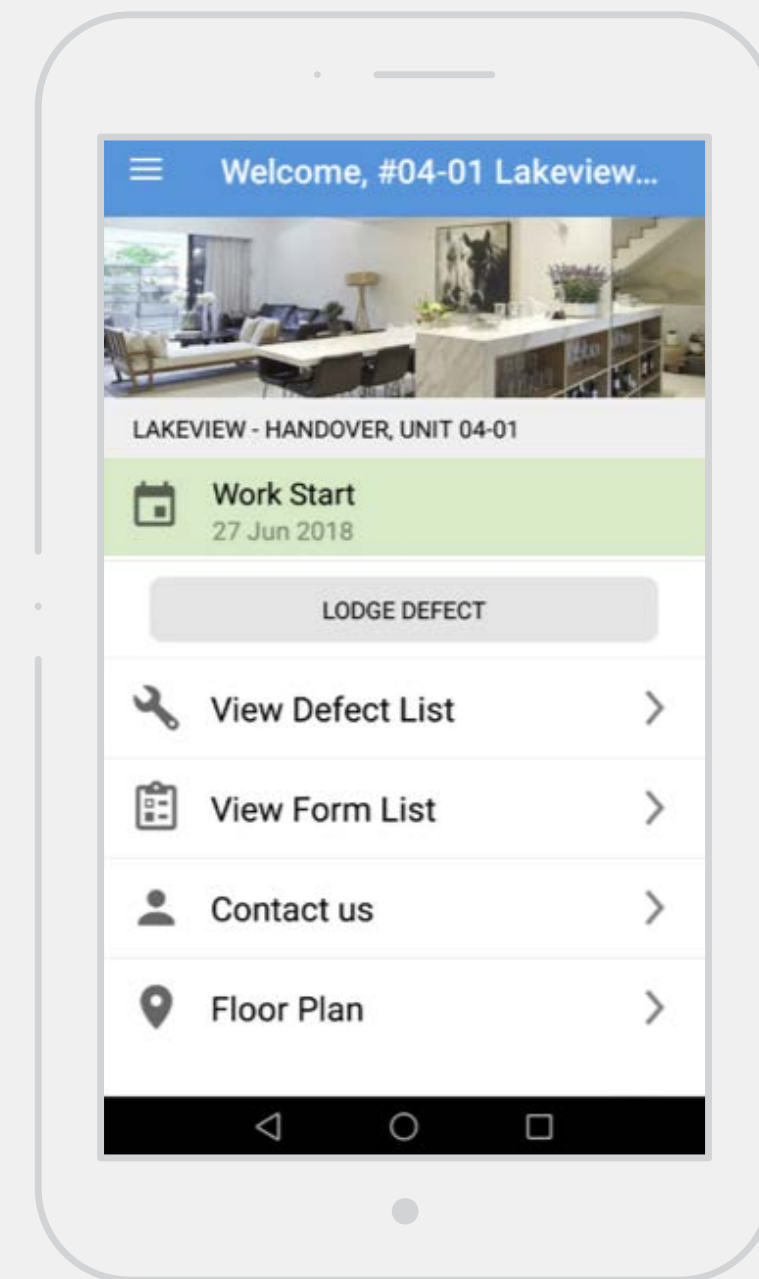 Welcome, #04-01 Lakeview...
LAKEVIEW - HANDOVER, UNIT 04-01
Work Start
27 Jun 2018
LODGE DEFECT
View Defect List
View Form List
Contact us
Floor Plan